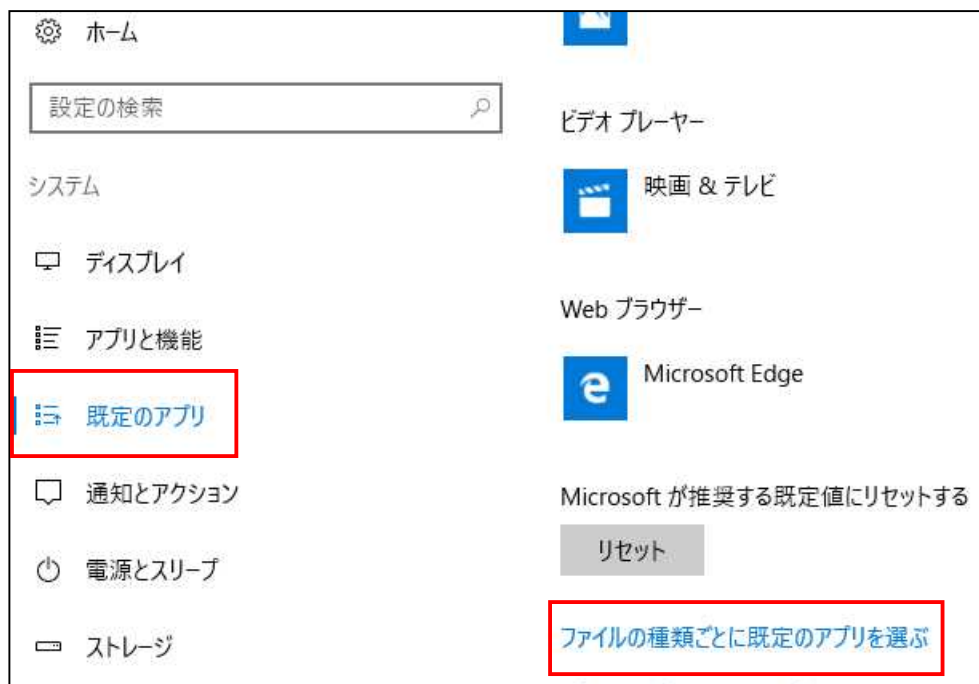 ホーム
設定の検索
システム
ディスプレイ
アプリと機能
既定のアプリ
通知とアクション
電源とスリープ
ストレージ
ビデオ プレーヤー
映画 & テレビ
Web ブラウザー
Microsoft Edge
Microsoft が推奨する既定値にリセットする
リセット
ファイルの種類ごとに既定のアプリを選ぶ